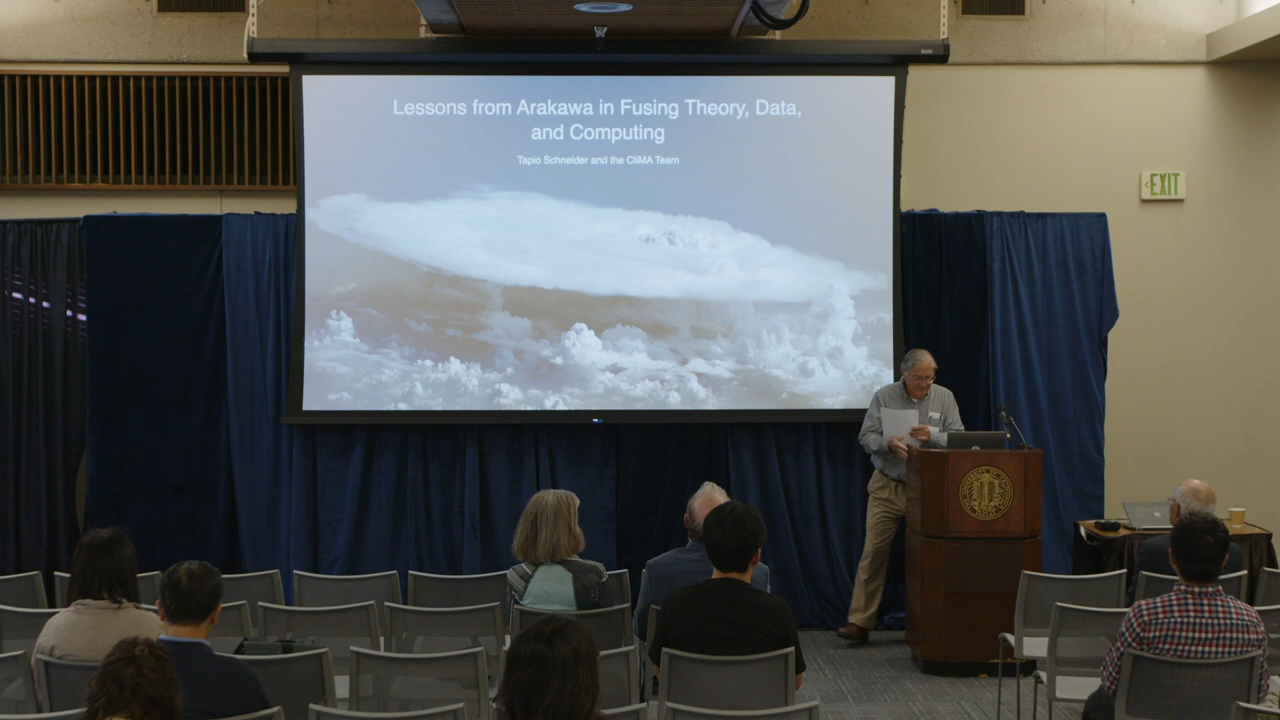 Lessons from Arakawa in Fusing Theory, Data,
and Computing
Tapio Schneider and the CliMA Team
EXIT